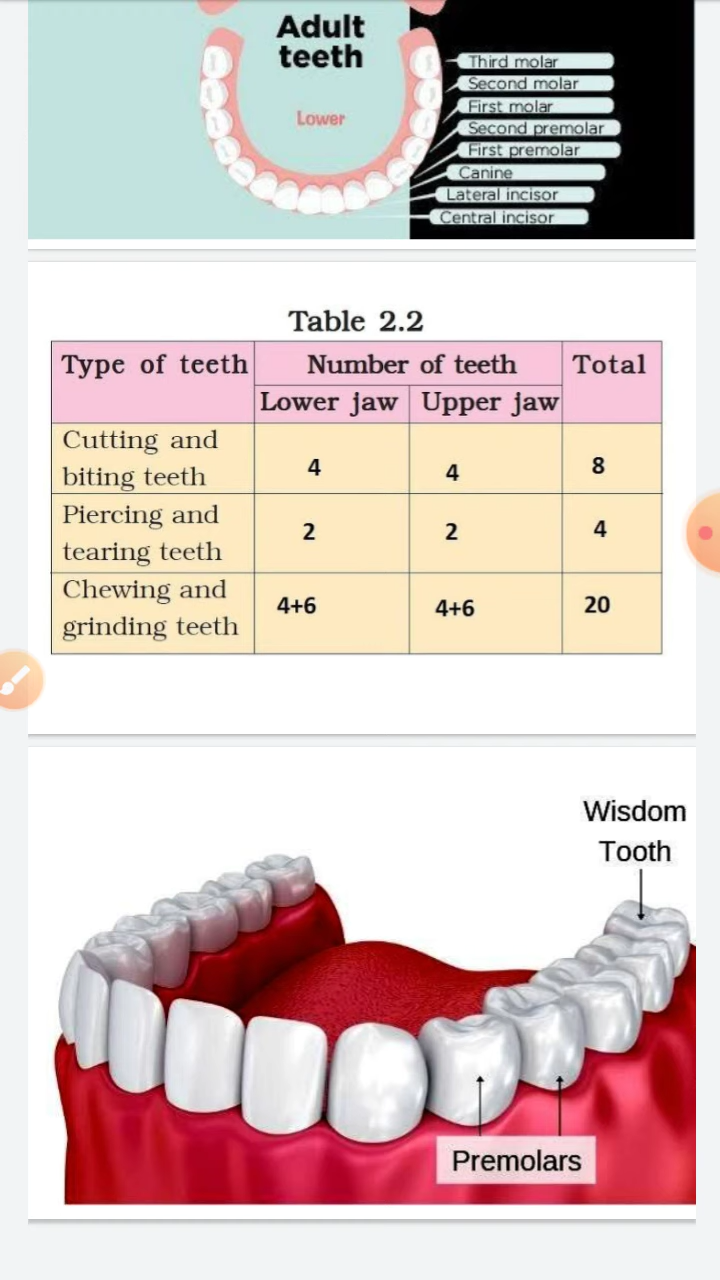 Adult
teeth
Lower
Third molar
Second molar
First molar
Second premolar
First premolar
Canine
Lateral incisor
Central incisor
Table 2.2
Type of teeth Number of teeth Total
Lower jaw Upper jaw
Cutting and
biting teeth 4 4 8
Piercing and
tearing teeth 2 2 4
Chewing and
grinding teeth 4+6 4+6 20
Wisdom
Tooth
Premolars